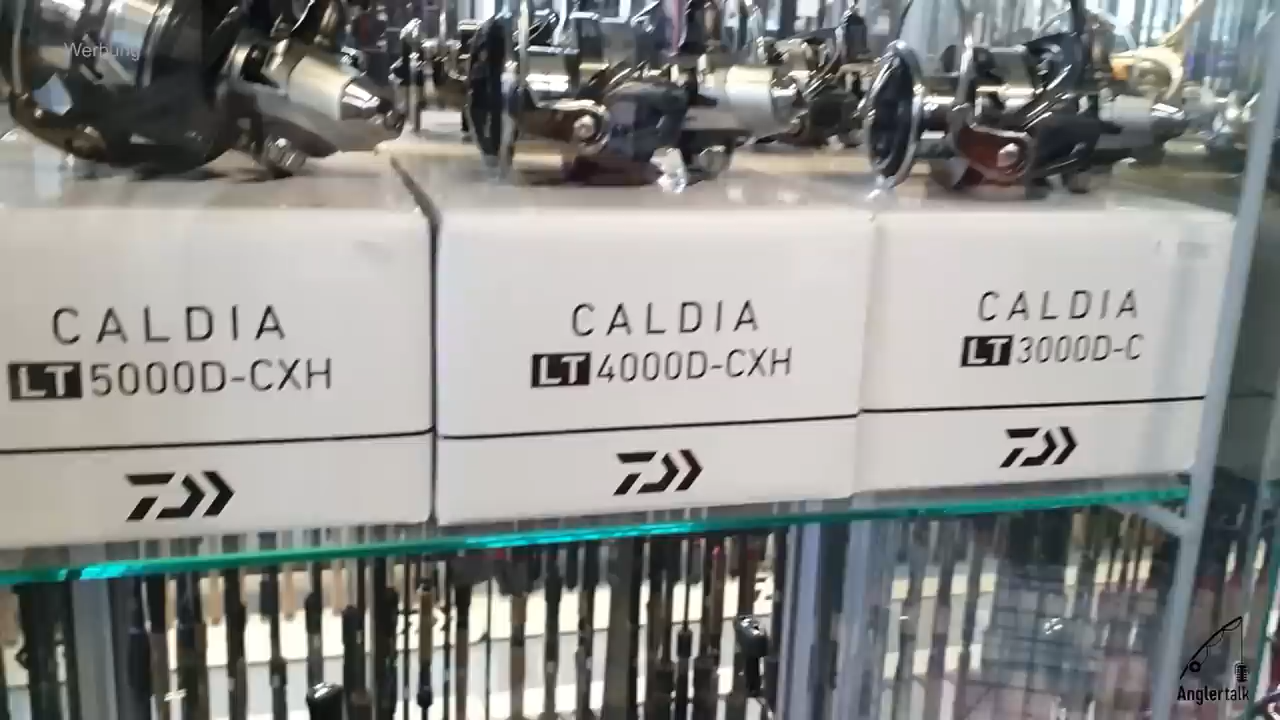 Werbung
CALDIA
LT 5000D-CXH
CALDIA
LT 4000D-CXH
CALDIA
LT 3000D-C
Anglertalk